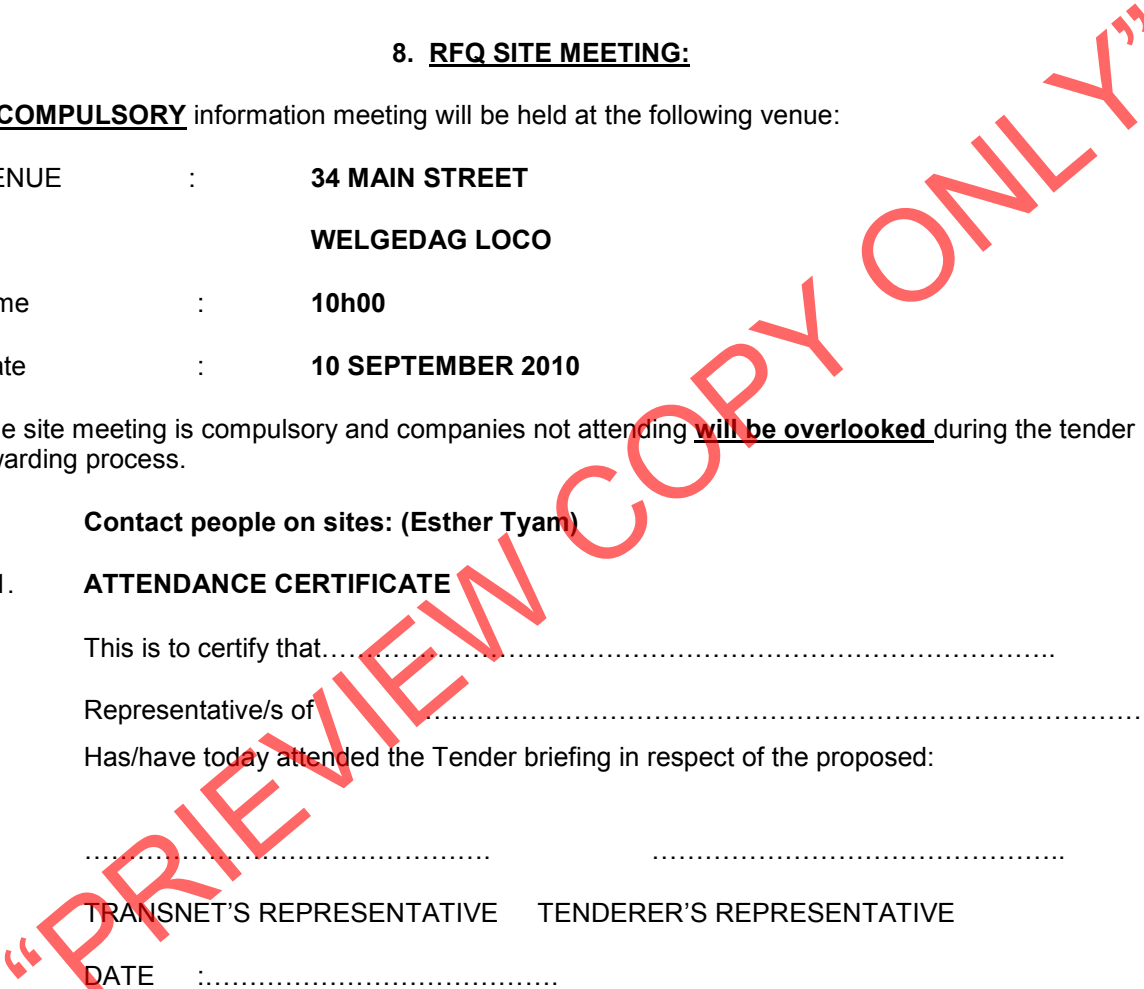 8. RFQ SITE MEETING:
COMPULSORY information meeting will be held at the following venue:
ENUE : 34 MAIN STREET
WELGEDAG LOCO
me : 10h00
ate : 10 SEPTEMBER 2010
e site meeting is compulsory and companies not attending will be overlooked during the tender
warding process.
Contact people on sites: (Esther Tyam)
1. ATTENDANCE CERTIFICATE
This is to certify that…………………………………………………………………………..
Representative/s of ….…………………………………………………………………………
Has/have today attended the Tender briefing in respect of the proposed:
…………………………………………. …………………………………………..
TRANSNET'S REPRESENTATIVE TENDERER'S REPRESENTATIVE
DATE :…………………………………….
“PRIEVIEW COPY ONLY”